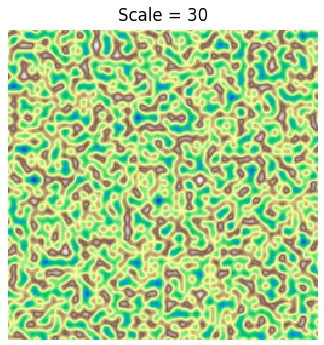 Scale = 30